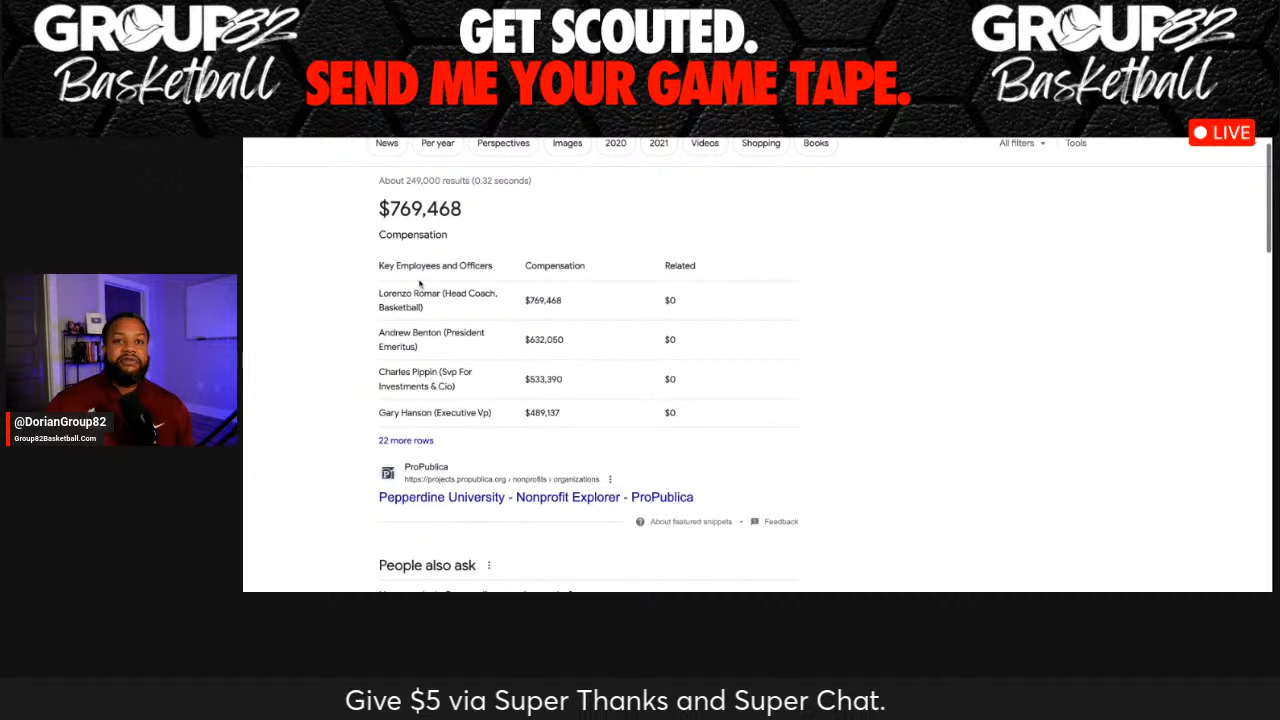 GROUP82
Basketball
GET SCOUTED.
SEND ME YOUR GAME TAPE.
GROUP82
Basketball
LIVE
News Per year Perspectives Images 2020 2021 Videos Shopping Books All filters Tools
About 249,000 results (0.32 seconds)
$769,468
Compensation
Key Employees and Officers Compensation Related
Lorenzo Romar (Head Coach,
Basketball) $769,468 $0
Andrew Benton (President
Emeritus) $632,050 $0
Charles Pippin (Svp For
Investments & Cio) $533,390 $0
Gary Hanson (Executive Vp) $489,137 $0
22 more rows
ProPublica
https://projects.propublica.org › nonprofits › organizations
Pepperdine University - Nonprofit Explorer - ProPublica
About featured snippets • Feedback
People also ask
@DorianGroup82
Group82Basketball.Com
Give $5 via Super Thanks and Super Chat.